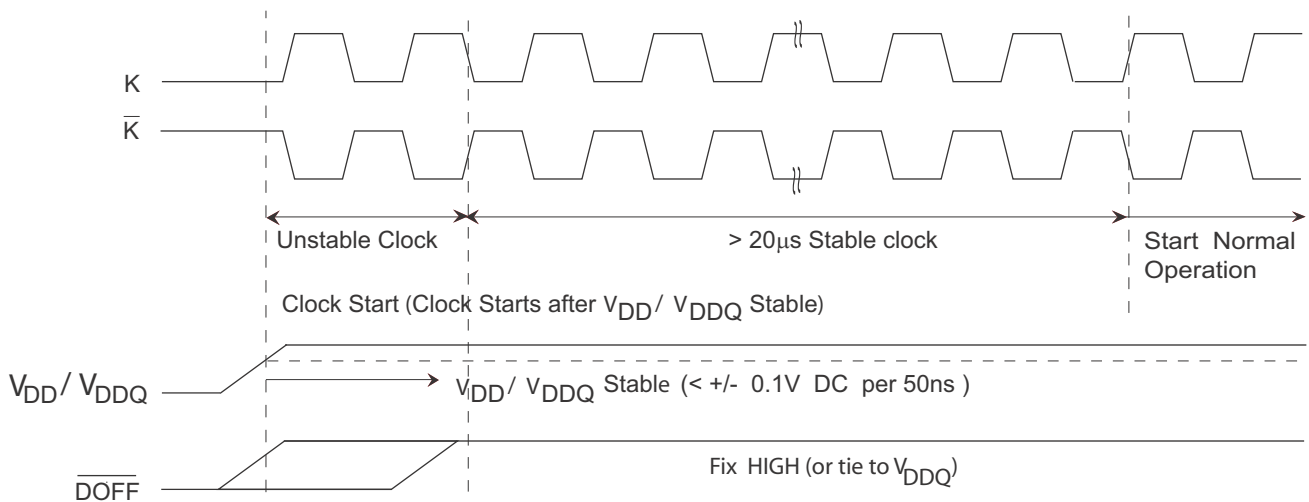 K
K̅
Unstable Clock
> 20μs Stable clock
Start Normal
Operation
Clock Start (Clock Starts after VDD / VDDQ Stable)
VDD / VDDQ
VDD / VDDQ Stable (< +/- 0.1V DC per 50ns )
DOFF
Fix HIGH (or tie to VDDQ)